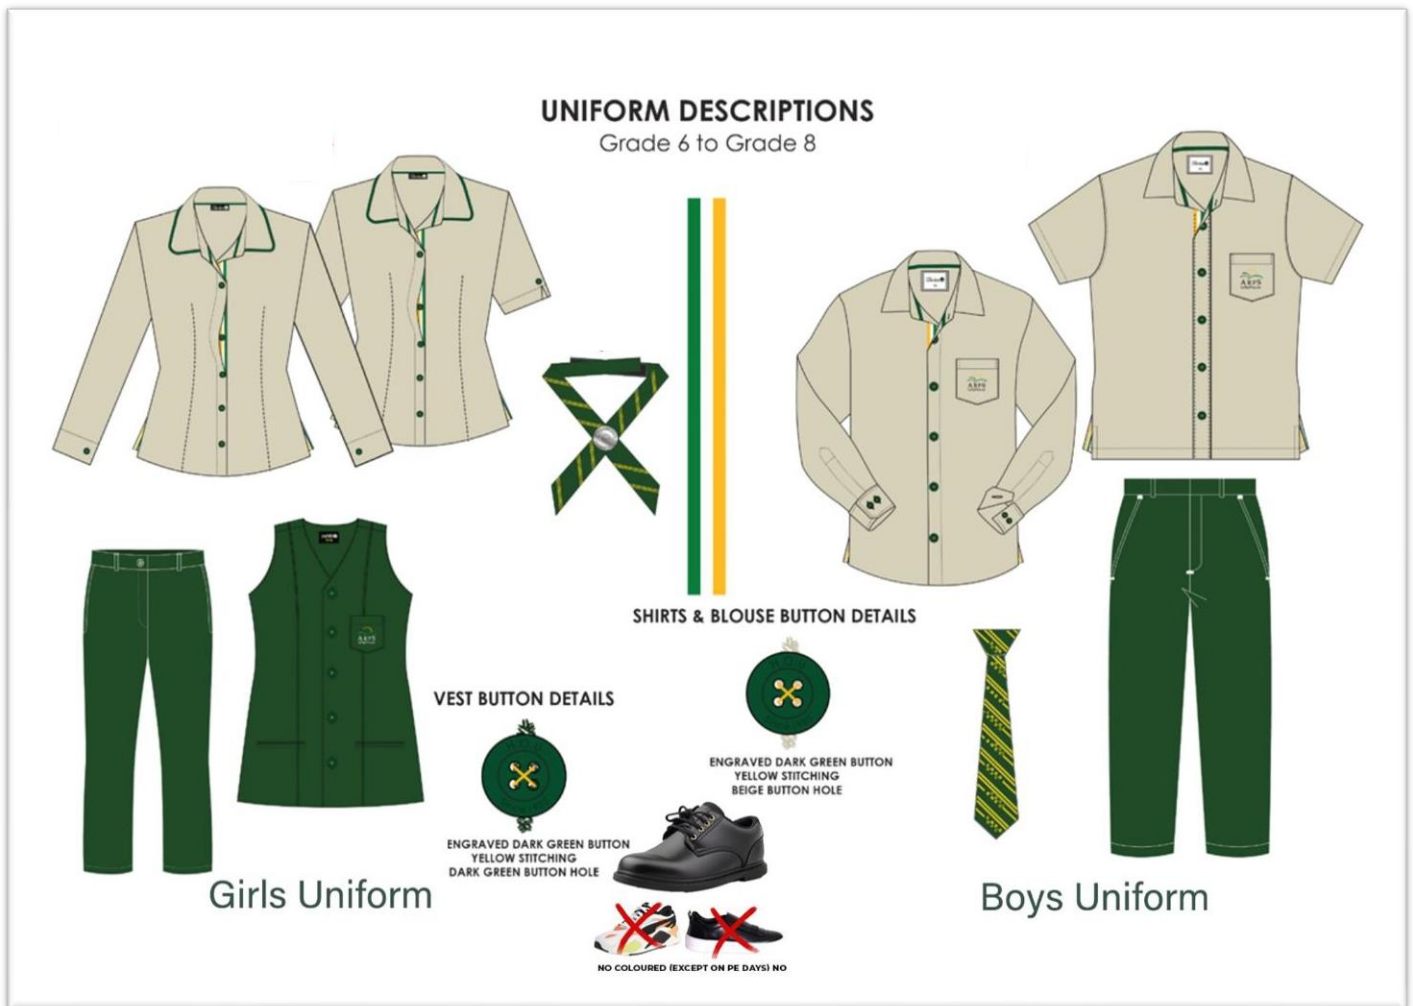 UNIFORM DESCRIPTIONS
Grade 6 to Grade 8
SHIRTS & BLOUSE BUTTON DETAILS
ENGRAVED DARK GREEN BUTTON
YELLOW STITCHING
BEIGE BUTTON HOLE
VEST BUTTON DETAILS
ENGRAVED DARK GREEN BUTTON
YELLOW STITCHING
DARK GREEN BUTTON HOLE
Girls Uniform
Boys Uniform
NO COLOURED (EXCEPT ON PE DAYS) NO